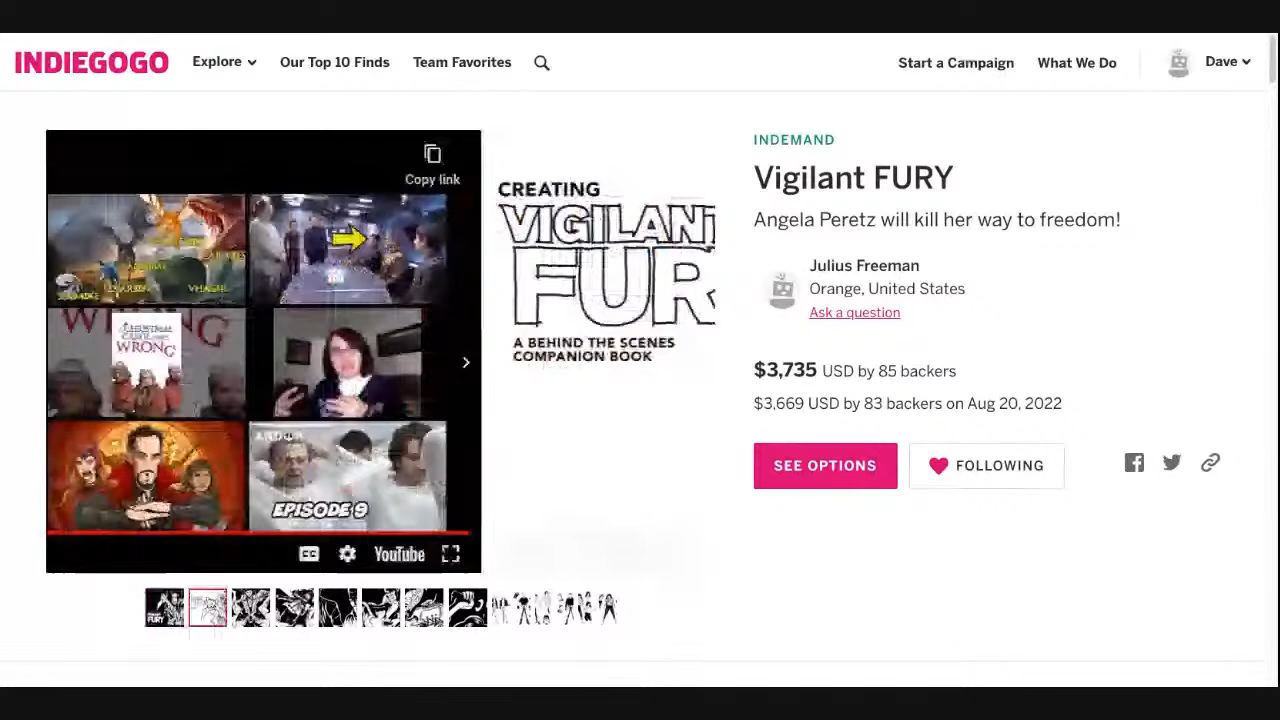 INDIEGOGO
Explore
Our Top 10 Finds
Team Favorites
Start a Campaign
What We Do
Dave
Copy link
WRONG
EPISODE 9
YouTube
CREATING
VIGILANT
FUR
A BEHIND THE SCENES
COMPANION BOOK
INDEMAND
Vigilant FURY
Angela Peretz will kill her way to freedom!
Julius Freeman
Orange, United States
Ask a question
$3,735 USD by 85 backers
$3,669 USD by 83 backers on Aug 20, 2022
SEE OPTIONS
FOLLOWING
FURY